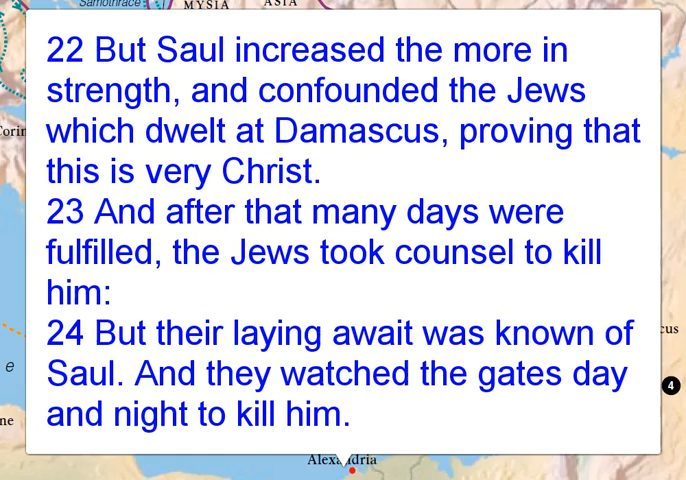 Samothrace
MYSIA
ASIA
22 But Saul increased the more in
strength, and confounded the Jews
which dwelt at Damascus, proving that
this is very Christ.
23 And after that many days were
fulfilled, the Jews took counsel to kill
him:
24 But their laying await was known of
Saul. And they watched the gates day
and night to kill him.
Corin
cus
e
4
ne
Alexandria